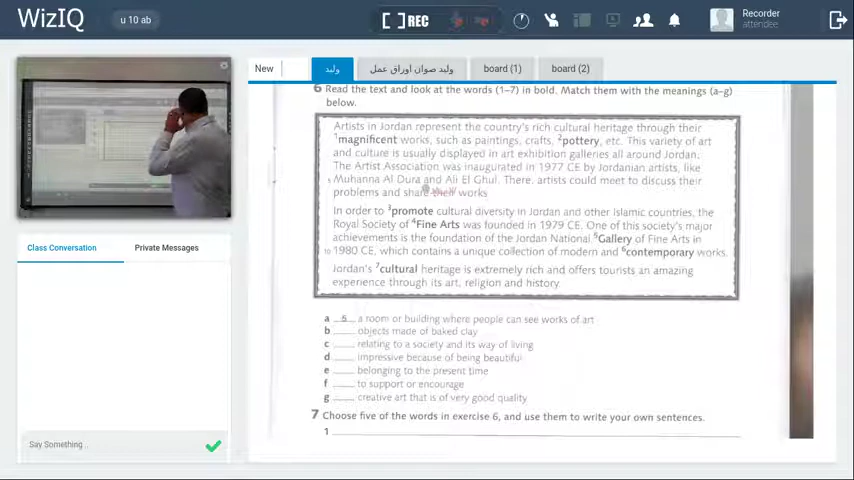 WizIQ
u 10 ab
[ ] REC
Recorder
attendee
New
وليد
وليد صوان اوراق عمل
board (1)
board (2)
6 Read the text and look at the words (1–7) in bold. Match them with the meanings (a–g)
below.
Artists in Jordan represent the country's rich cultural heritage through their
1magnificent works, such as paintings, crafts, 2pottery, etc. This variety of
art and culture is usually displayed in art exhibition galleries all around Jordan.
The Artist Association was inaugurated in 1977 CE by Jordanian artists, like
5 Muhanna Al Dura and Ali El Ghul. There, artists could meet to discuss their
problems and share their works
In order to 3promote cultural diversity in Jordan and other Islamic countries, the
Royal Society of 4Fine Arts was founded in 1979 CE. One of this society's major
achievements is the foundation of the Jordan National 5Gallery of Fine Arts in
10 1980 CE, which contains a unique collection of modern and 6contemporary works.
Jordan's 7cultural heritage is extremely rich and offers tourists an amazing
experience through its art, religion and history.
a __5__ a room or building where people can see works of art
b _____ objects made of baked clay
c _____ relating to a society and its way of living
d _____ impressive because of being beautiful
e _____ belonging to the present time
f _____ to support or encourage
g _____ creative art that is of very good quality
7 Choose five of the words in exercise 6, and use them to write your own sentences.
1
Class Conversation
Private Messages
Say Something...